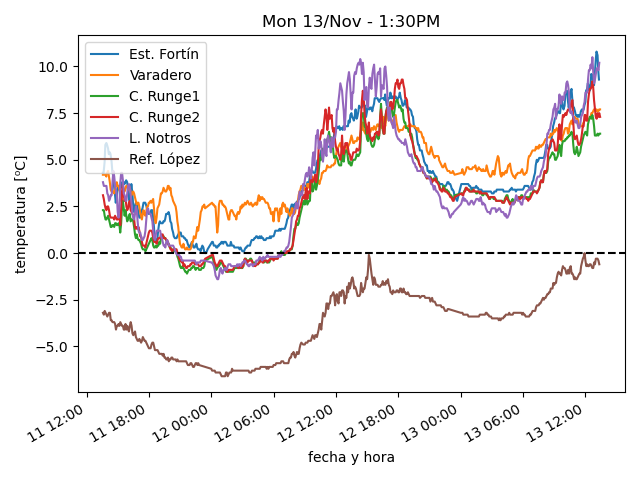 Mon 13/Nov - 1:30PM
temperatura [°C]
10.0
7.5
5.0
2.5
0.0
−2.5
−5.0
Est. Fortín
Varadero
C. Runge1
C. Runge2
L. Notros
Ref. López
11 12:00
11 18:00
12 00:00
12 06:00
12 12:00
12 18:00
13 00:00
13 06:00
13 12:00
fecha y hora